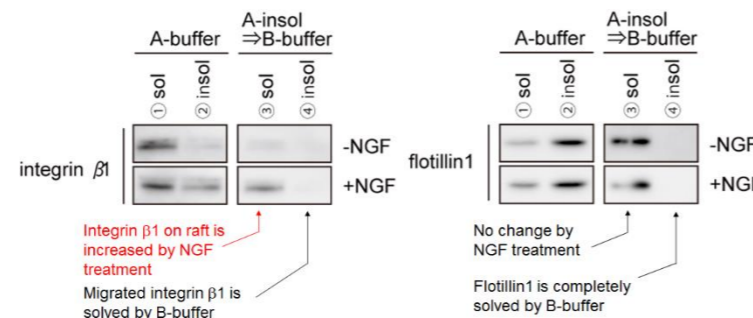 A-buffer
A-insol
⇒B-buffer
① sol
② insol
③ sol
④ insol
integrin β1
-NGF
+NGF
Integrin β1 on raft is
increased by NGF
treatment
Migrated integrin β1 is
solved by B-buffer
A-buffer
A-insol
⇒B-buffer
① sol
② insol
③ sol
④ insol
flotillin1
-NGF
+NGF
No change by
NGF treatment
Flotillin1 is completely
solved by B-buffer